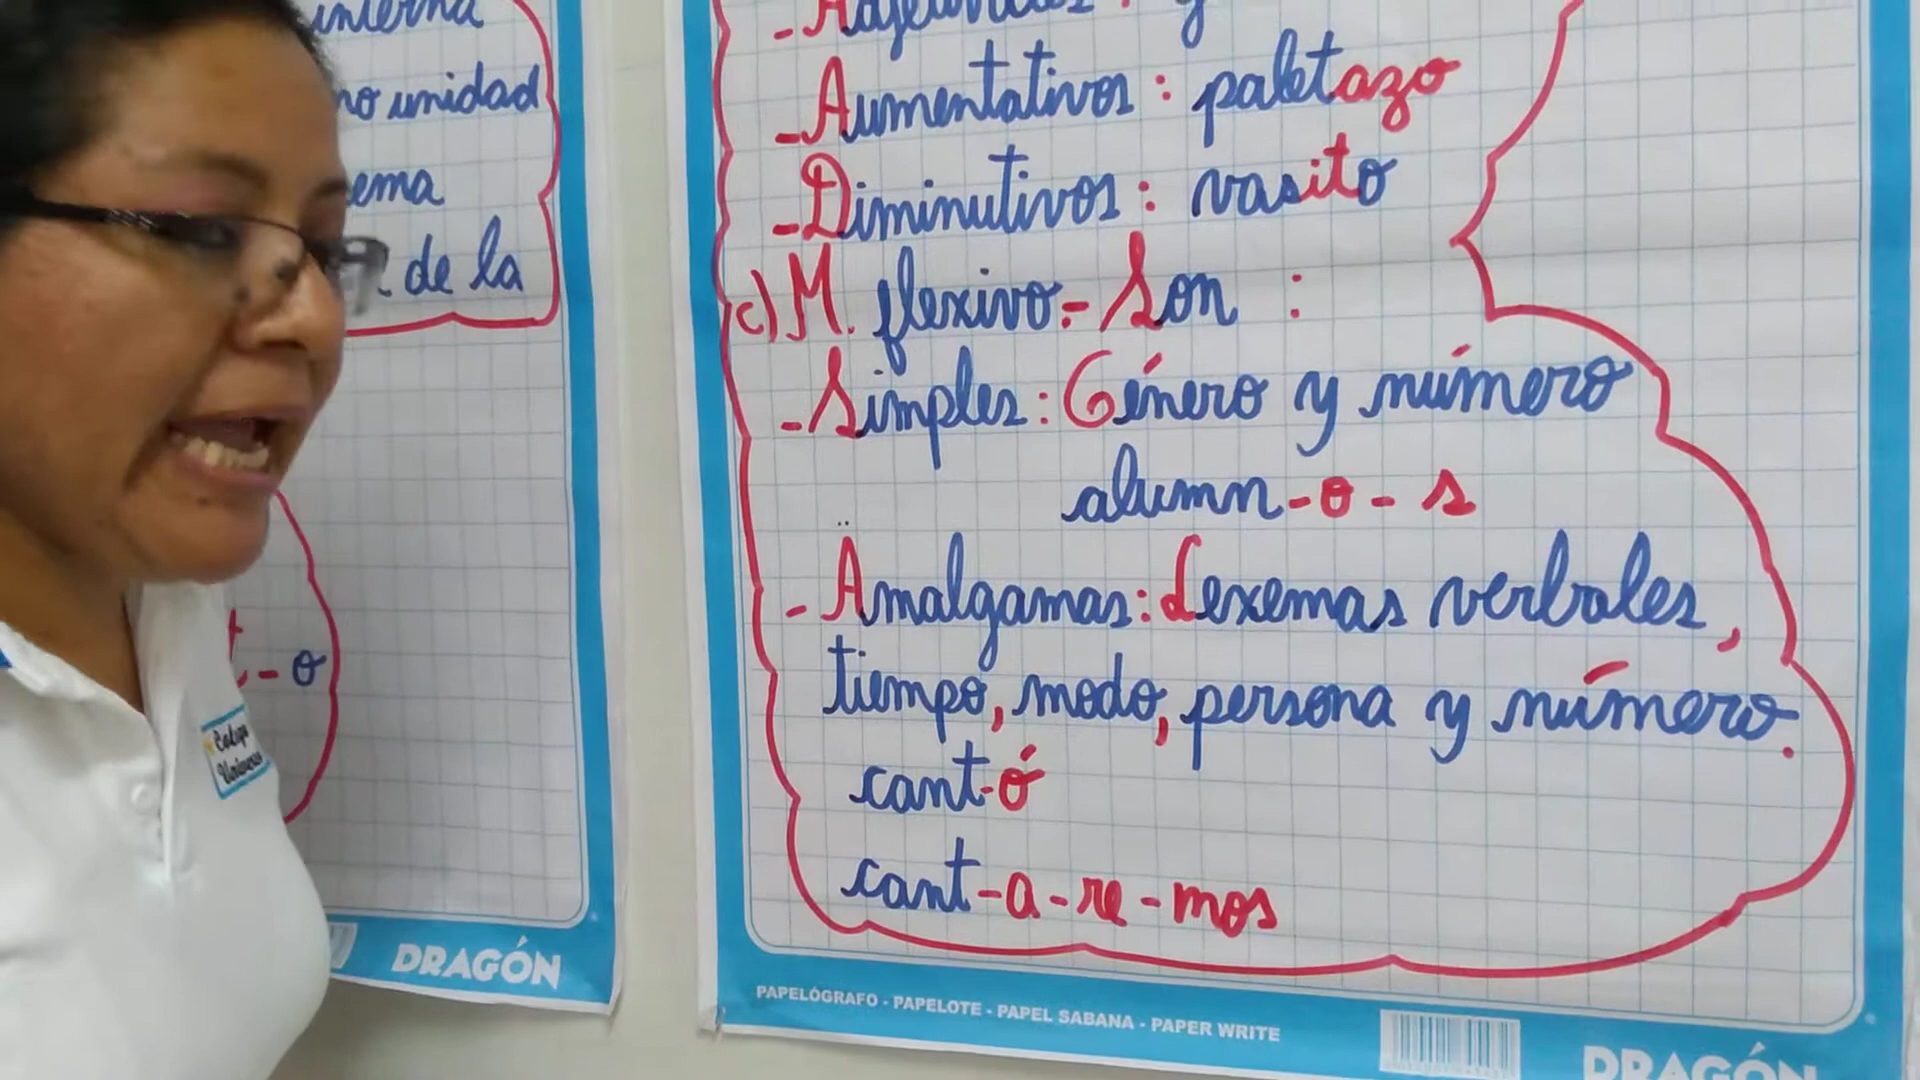 interna
no unidad
ema
de la
- o
DRAGÓN
- Aumentativos : paletazo
- Diminutivos : vasito
c) M. flexivo.- Son :
- Simples : Género y número
alumn - o - s
- Amalgamas : Lexemas verbales,
tiempo, modo, persona y número.
cant-ó
cant-a-re-mos
PAPELÓGRAFO - PAPELOTE - PAPEL SABANA - PAPER WRITE
DRAGÓN